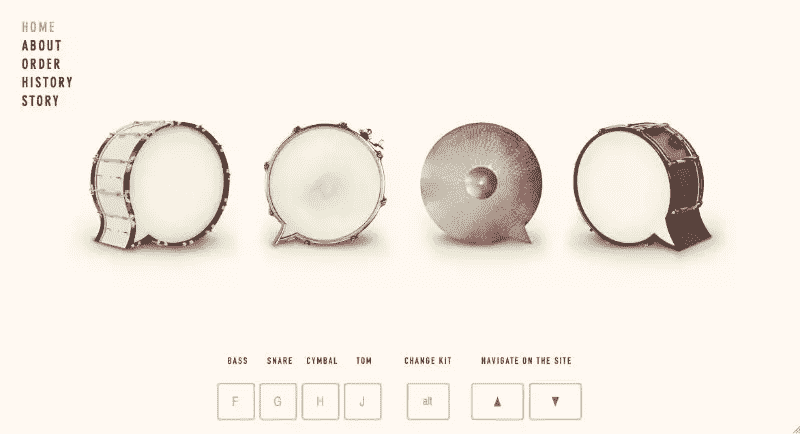 HOME
ABOUT
ORDER
HISTORY
STORY
BASS SNARE CYMBAL TOM CHANGE KIT NAVIGATE ON THE SITE
F G H J alt ▲ ▼